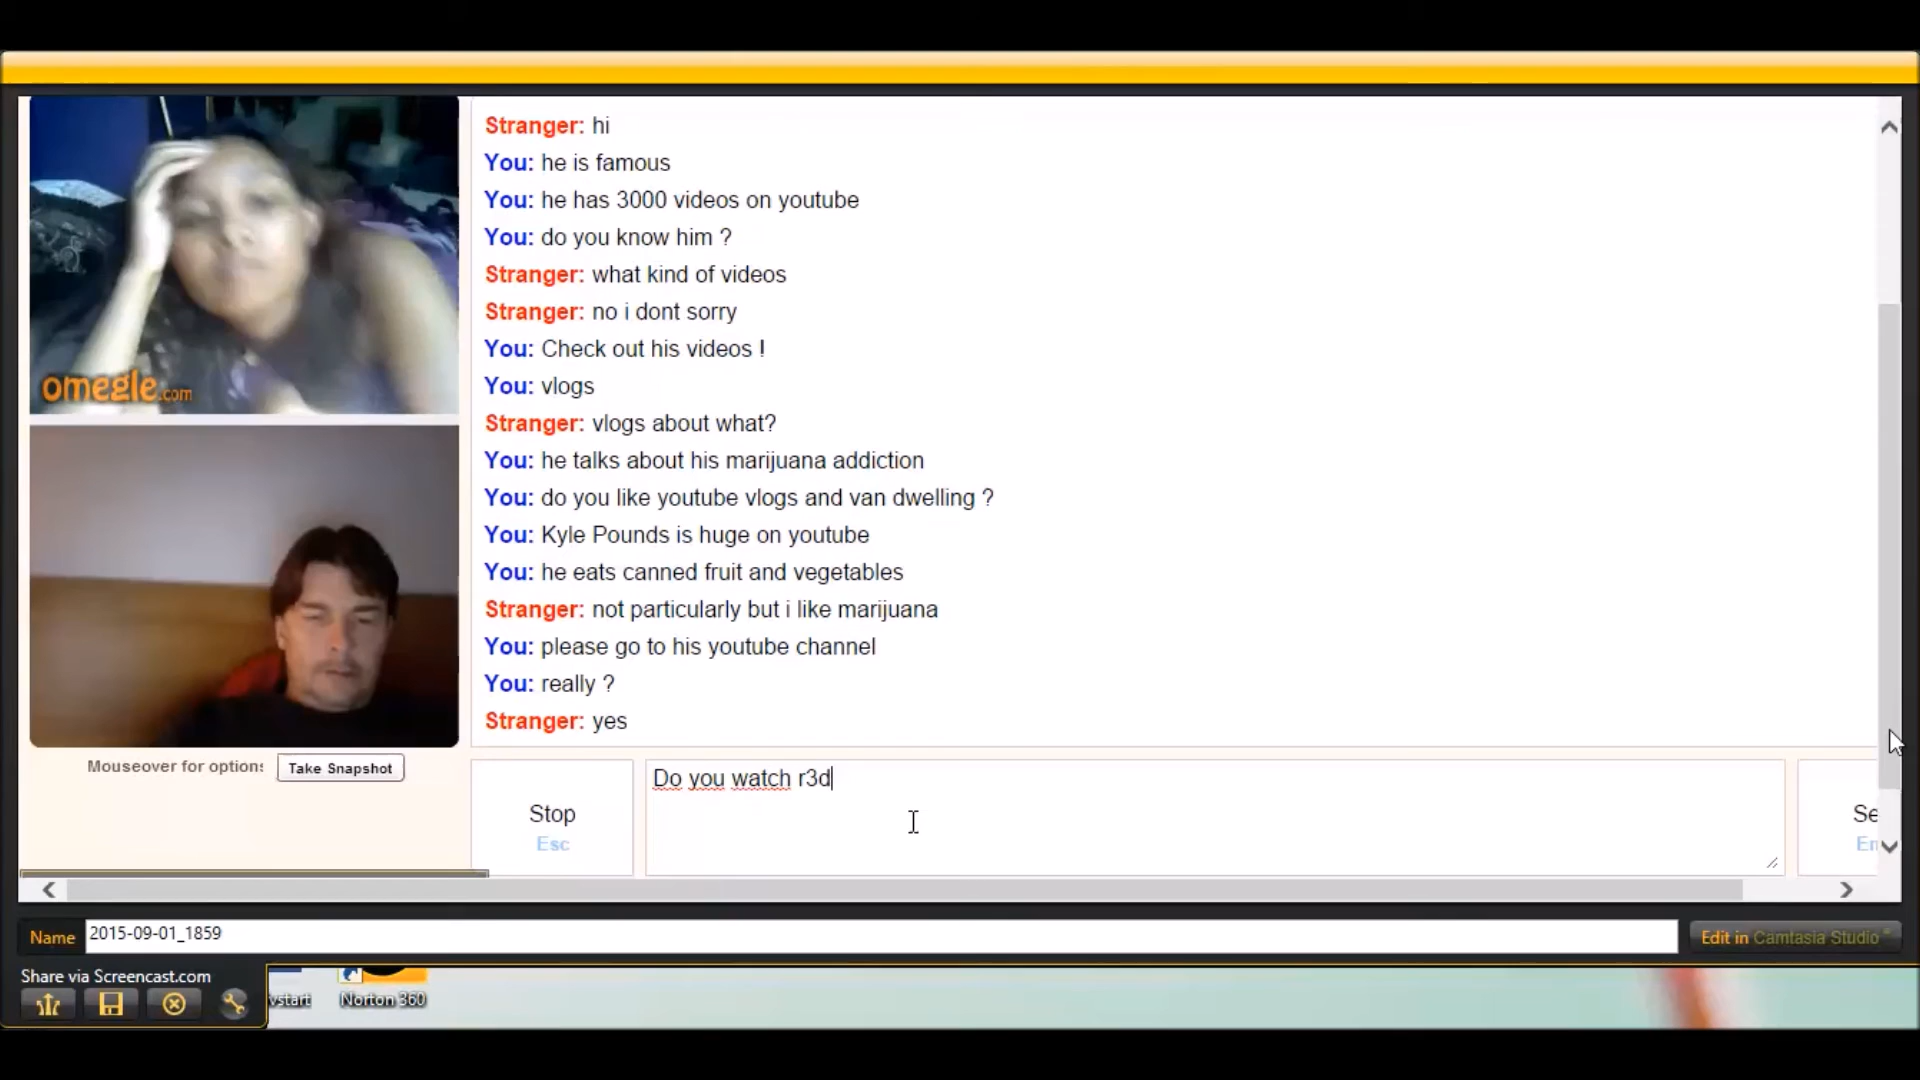 Stranger: hi
You: he is famous
You: he has 3000 videos on youtube
You: do you know him ?
Stranger: what kind of videos
Stranger: no i dont sorry
You: Check out his videos !
You: vlogs
Stranger: vlogs about what?
You: he talks about his marijuana addiction
You: do you like youtube vlogs and van dwelling ?
You: Kyle Pounds is huge on youtube
You: he eats canned fruit and vegetables
Stranger: not particularly but i like marijuana
You: please go to his youtube channel
You: really ?
Stranger: yes
omegle.com
Mouseover for options
Take Snapshot
Stop
Esc
Do you watch r3d
Se
En
Name
2015-09-01_1859
Edit in Camtasia Studio
Share via Screencast.com
vstart
Norton 360